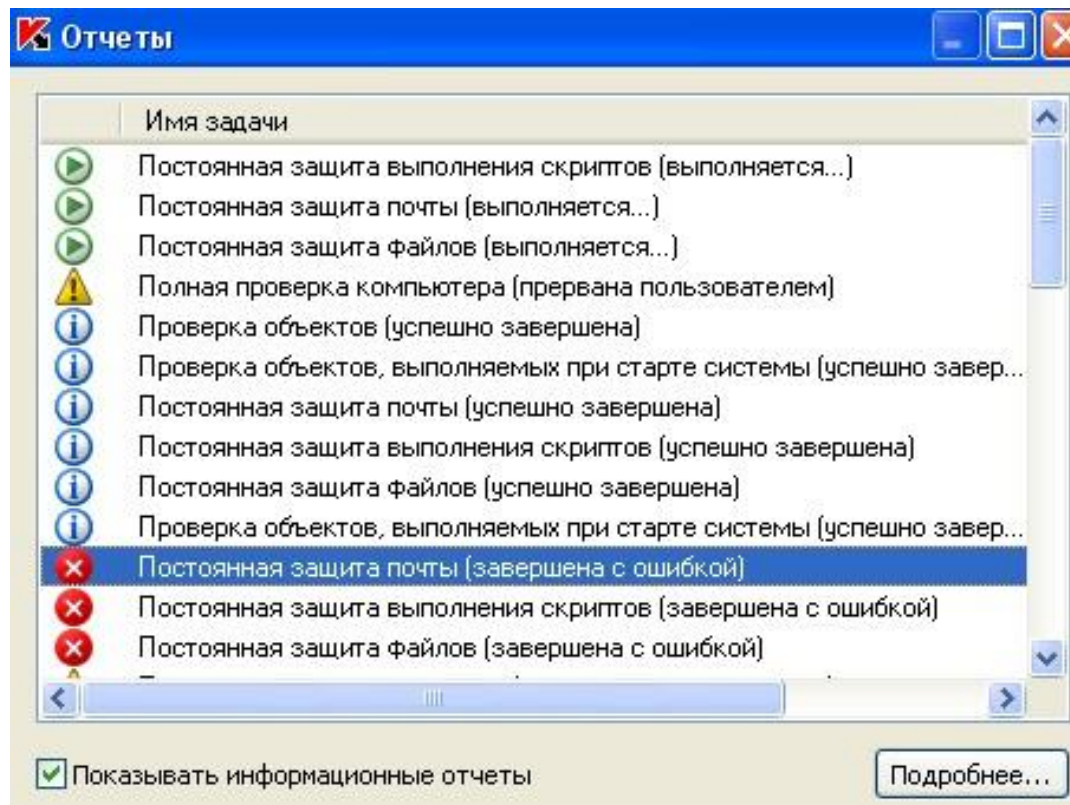 Отчеты
Имя задачи
Постоянная защита выполнения скриптов (выполняется...)
Постоянная защита почты (выполняется...)
Постоянная защита файлов (выполняется...)
Полная проверка компьютера (прервана пользователем)
Проверка объектов (успешно завершена)
Проверка объектов, выполняемых при старте системы (успешно завер...
Постоянная защита почты (успешно завершена)
Постоянная защита выполнения скриптов (успешно завершена)
Постоянная защита файлов (успешно завершена)
Проверка объектов, выполняемых при старте системы (успешно завер...
Постоянная защита почты (завершена с ошибкой)
Постоянная защита выполнения скриптов (завершена с ошибкой)
Постоянная защита файлов (завершена с ошибкой)
Показывать информационные отчеты
Подробнее...